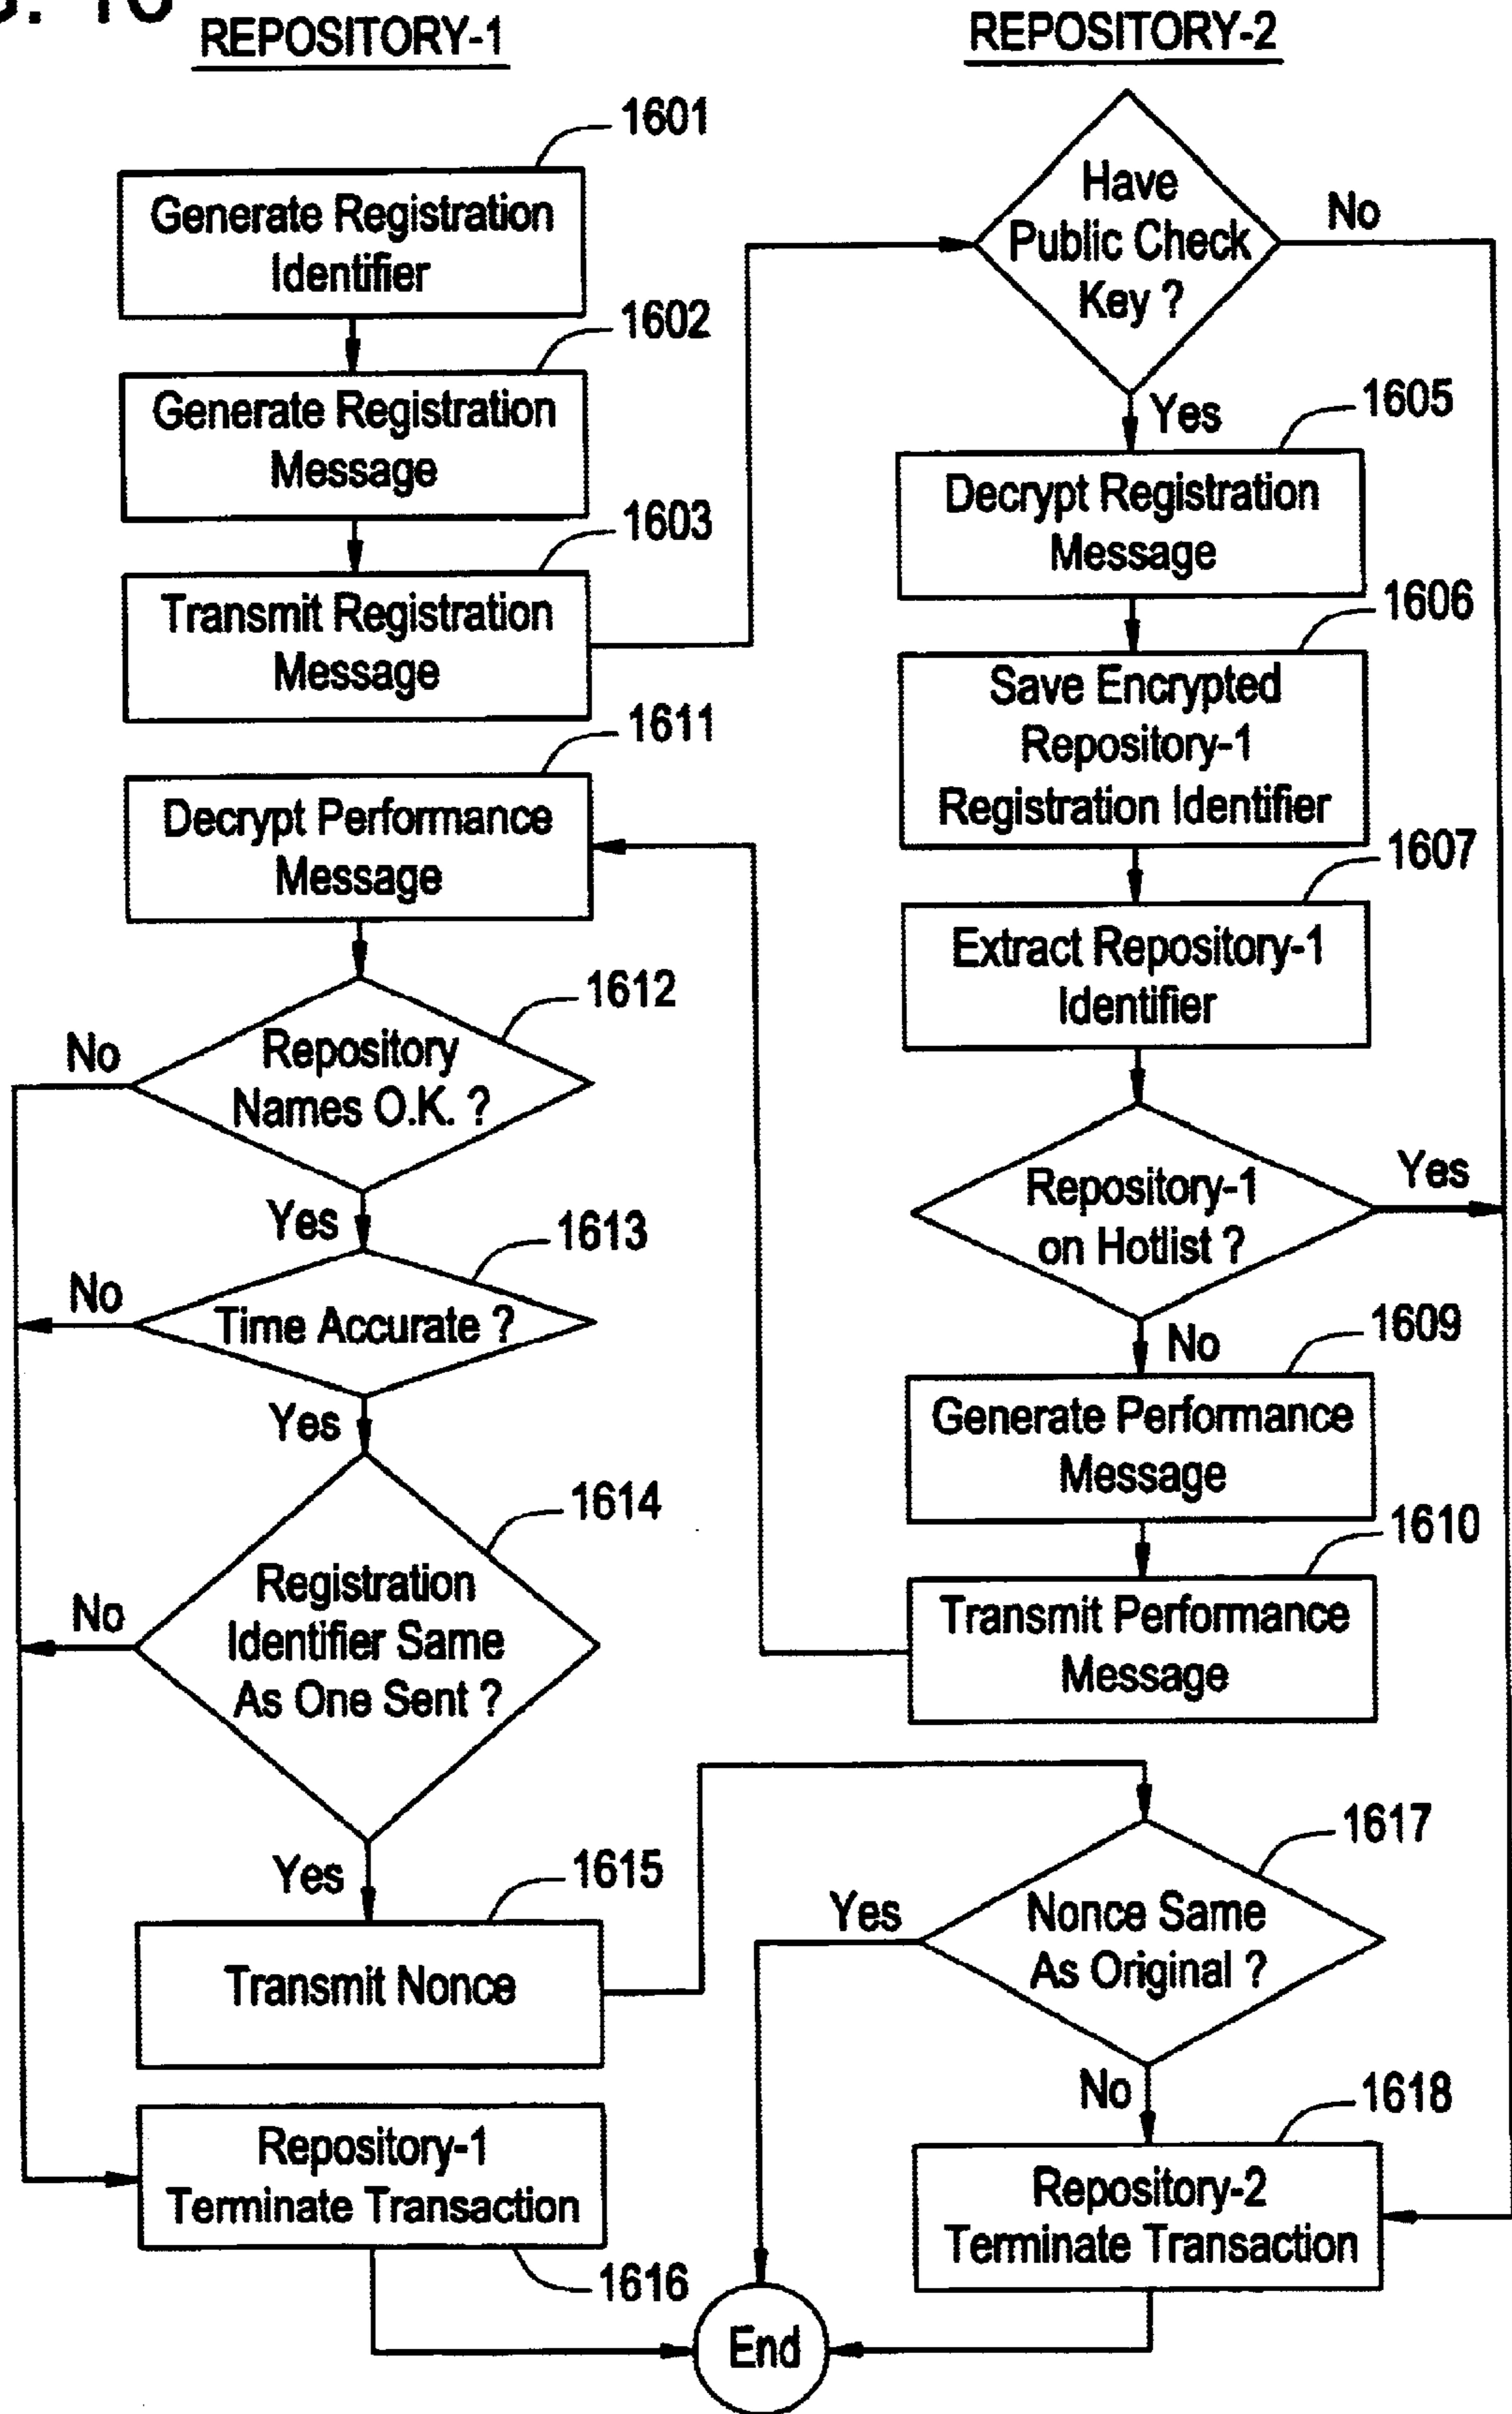 REPOSITORY-1
1601
Generate Registration
Identifier
1602
Generate Registration
Message
1603
Transmit Registration
Message
1611
Decrypt Performance
Message
1612
Repository
Names O.K. ?
No
Yes
1613
Time Accurate ?
No
Yes
1614
Registration
Identifier Same
As One Sent ?
No
Yes
1615
Transmit Nonce
Repository-1
Terminate Transaction
1616
REPOSITORY-2
Have
Public Check
Key ?
No
Yes
1605
Decrypt Registration
Message
1606
Save Encrypted
Repository-1
Registration Identifier
1607
Extract Repository-1
Identifier
Repository-1
on Hotlist ?
Yes
No
1609
Generate Performance
Message
1610
Transmit Performance
Message
1617
Nonce Same
As Original ?
Yes
No
1618
Repository-2
Terminate Transaction
End